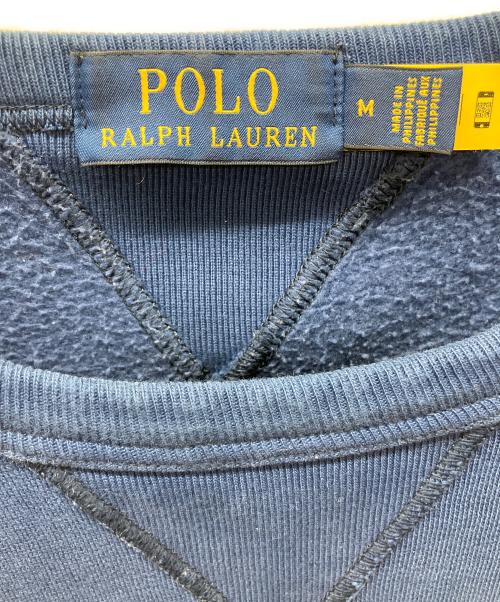 POLO
RALPH LAUREN
M
MADE IN
PHILIPPINES
FABRIQUÉ AUX
PHILIPPINES